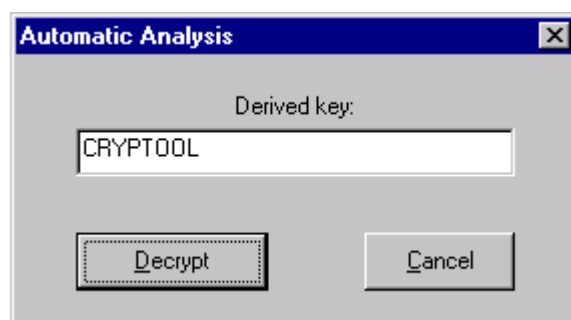 Automatic Analysis
Derived key:
CRYPTOOL
Decrypt
Cancel